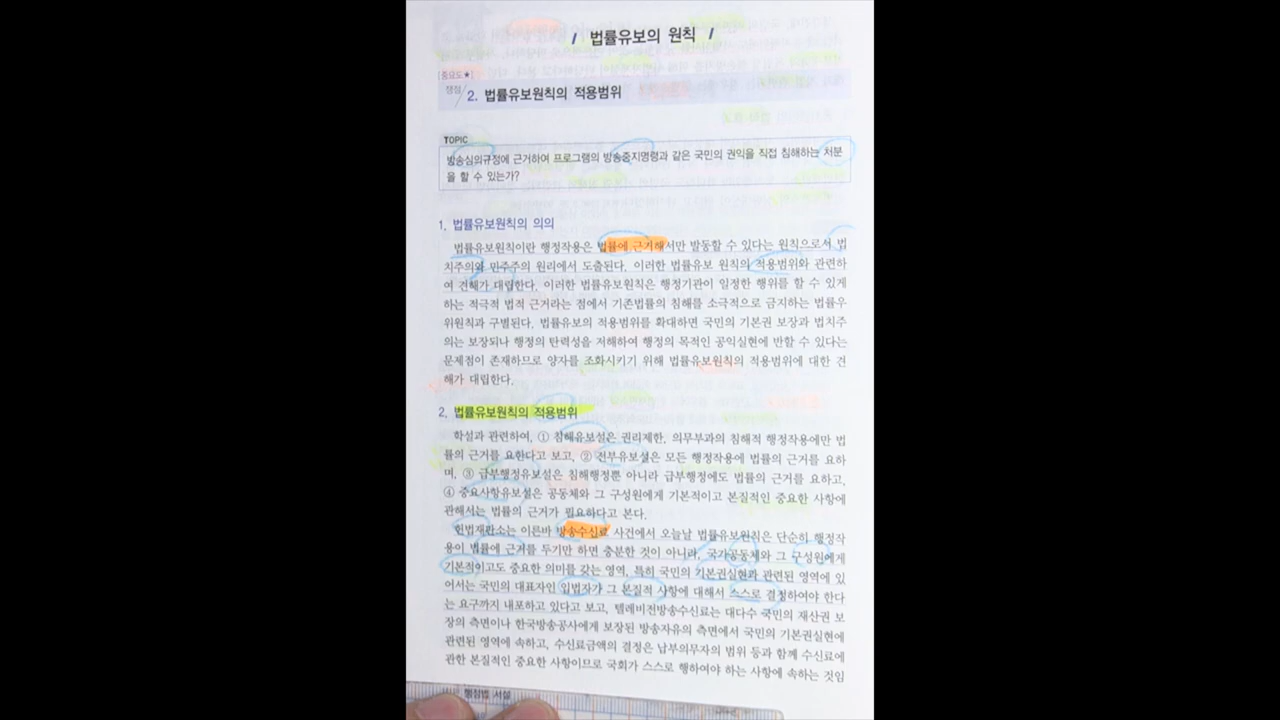 / 법률유보의 원칙 /
[중요도★]
쟁점 2. 법률유보원칙의 적용범위
TOPIC
방송심의규정에 근거하여 프로그램의 방송중지명령과 같은 국민의 권익을 직접 침해하는 처분
을 할 수 있는가?
1. 법률유보원칙의 의의
법률유보원칙이란 행정작용은 법률에 근거해서만 발동할 수 있다는 원칙으로서 법
치주의와 민주주의 원리에서 도출된다. 이러한 법률유보 원칙의 적용범위와 관련하
여 견해가 대립한다. 이러한 법률유보원칙은 행정기관이 일정한 행위를 할 수 있게
하는 적극적 법적 근거라는 점에서 기존법률의 침해를 소극적으로 금지하는 법률우
위원칙과 구별된다. 법률유보의 적용범위를 확대하면 국민의 기본권 보장과 법치주
의는 보장되나 행정의 탄력성을 저해하여 행정의 목적인 공익실현에 반할 수 있다는
문제점이 존재하므로 양자를 조화시키기 위해 법률유보원칙의 적용범위에 대한 견
해가 대립한다.
2. 법률유보원칙의 적용범위
학설과 관련하여, ① 침해유보설은 권리제한, 의무부과의 침해적 행정작용에만 법
률의 근거를 요한다고 보고, ② 전부유보설은 모든 행정작용에 법률의 근거를 요하
며, ③ 급부행정유보설은 침해행정뿐 아니라 급부행정에도 법률의 근거를 요하고,
④ 중요사항유보설은 공동체와 그 구성원에게 기본적이고 본질적인 중요한 사항에
관해서는 법률의 근거가 필요하다고 본다.
헌법재판소는 이른바 방송수신료 사건에서 오늘날 법률유보원칙은 단순히 행정작
용이 법률에 근거를 두기만 하면 충분한 것이 아니라, 국가공동체와 그 구성원에게
기본적이고도 중요한 의미를 갖는 영역, 특히 국민의 기본권실현과 관련된 영역에 있
어서는 국민의 대표자인 입법자가 그 본질적 사항에 대해서 스스로 결정하여야 한다
는 요구까지 내포하고 있다고 보고, 텔레비전방송수신료는 대다수 국민의 재산권 보
장의 측면이나 한국방송공사에게 보장된 방송자유의 측면에서 국민의 기본권실현에
관련된 영역에 속하고, 수신료금액의 결정은 납부의무자의 범위 등과 함께 수신료에
관한 본질적인 중요한 사항이므로 국회가 스스로 행하여야 하는 사항에 속하는 것임
행정법 서설